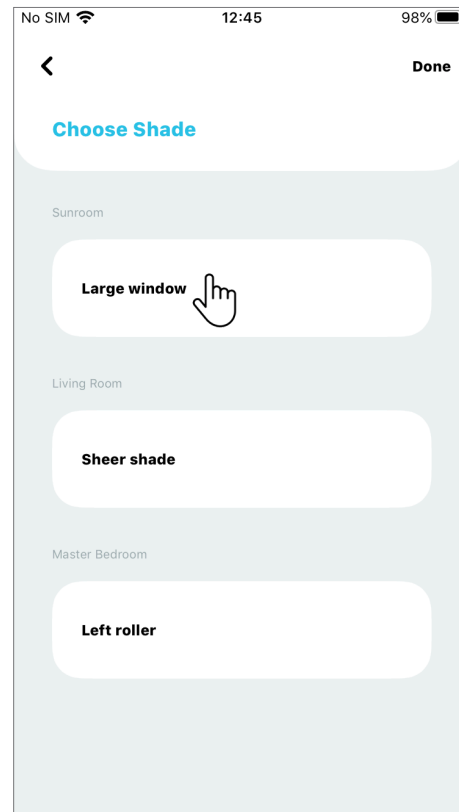 No SIM 12:45 98%
Done
Choose Shade
Sunroom
Large window
Living Room
Sheer shade
Master Bedroom
Left roller